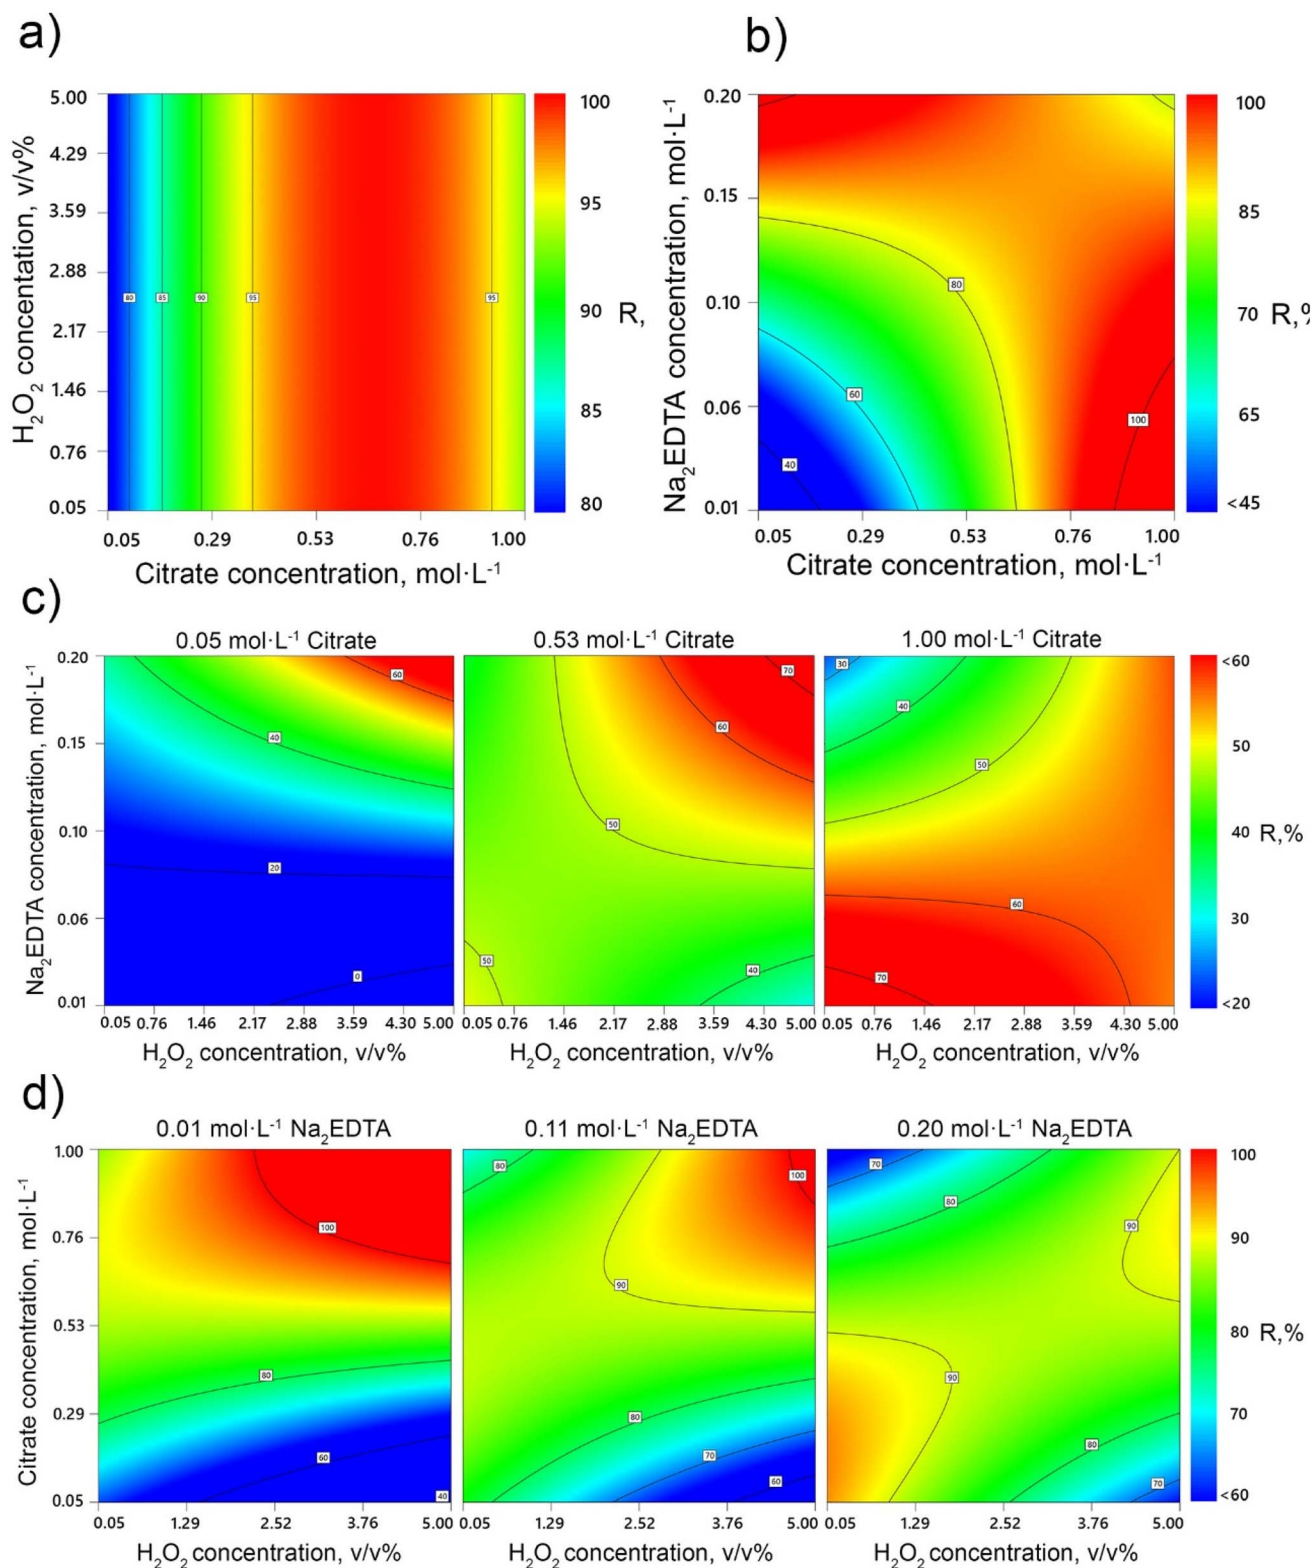 a)
H₂O₂ concentation, v/v%
5.00
4.29
3.59
2.88
2.17
1.46
0.76
0.05
80
85
90
95
95
0.05 0.29 0.53 0.76 1.00
Citrate concentration, mol·L⁻¹
100
95
90
85
80
R,
b)
Na₂EDTA concentration, mol·L⁻¹
0.20
0.15
0.10
0.06
0.01
80
60
40
100
0.05 0.29 0.53 0.76 1.00
Citrate concentration, mol·L⁻¹
100
85
70
65
<45
R,%
c)
Na₂EDTA concentration, mol·L⁻¹
0.20
0.15
0.10
0.06
0.01
0.05 mol·L⁻¹ Citrate
60
40
20
0
0.05 0.76 1.46 2.17 2.88 3.59 4.30 5.00
H₂O₂ concentration, v/v%
0.53 mol·L⁻¹ Citrate
70
60
50
50
40
0.05 0.76 1.46 2.17 2.88 3.59 4.30 5.00
H₂O₂ concentration, v/v%
1.00 mol·L⁻¹ Citrate
30
40
50
60
70
0.05 0.76 1.46 2.17 2.88 3.59 4.30 5.00
H₂O₂ concentration, v/v%
<60
50
40
30
<20
R,%
d)
Citrate concentration, mol·L⁻¹
1.00
0.76
0.53
0.29
0.05
0.01 mol·L⁻¹ Na₂EDTA
100
80
60
40
0.05 1.29 2.52 3.76 5.00
H₂O₂ concentration, v/v%
0.11 mol·L⁻¹ Na₂EDTA
80
100
90
80
70
60
0.05 1.29 2.52 3.76 5.00
H₂O₂ concentration, v/v%
0.20 mol·L⁻¹ Na₂EDTA
70
80
90
90
80
70
0.05 1.29 2.52 3.76 5.00
H₂O₂ concentration, v/v%
100
90
80
70
<60
R,%